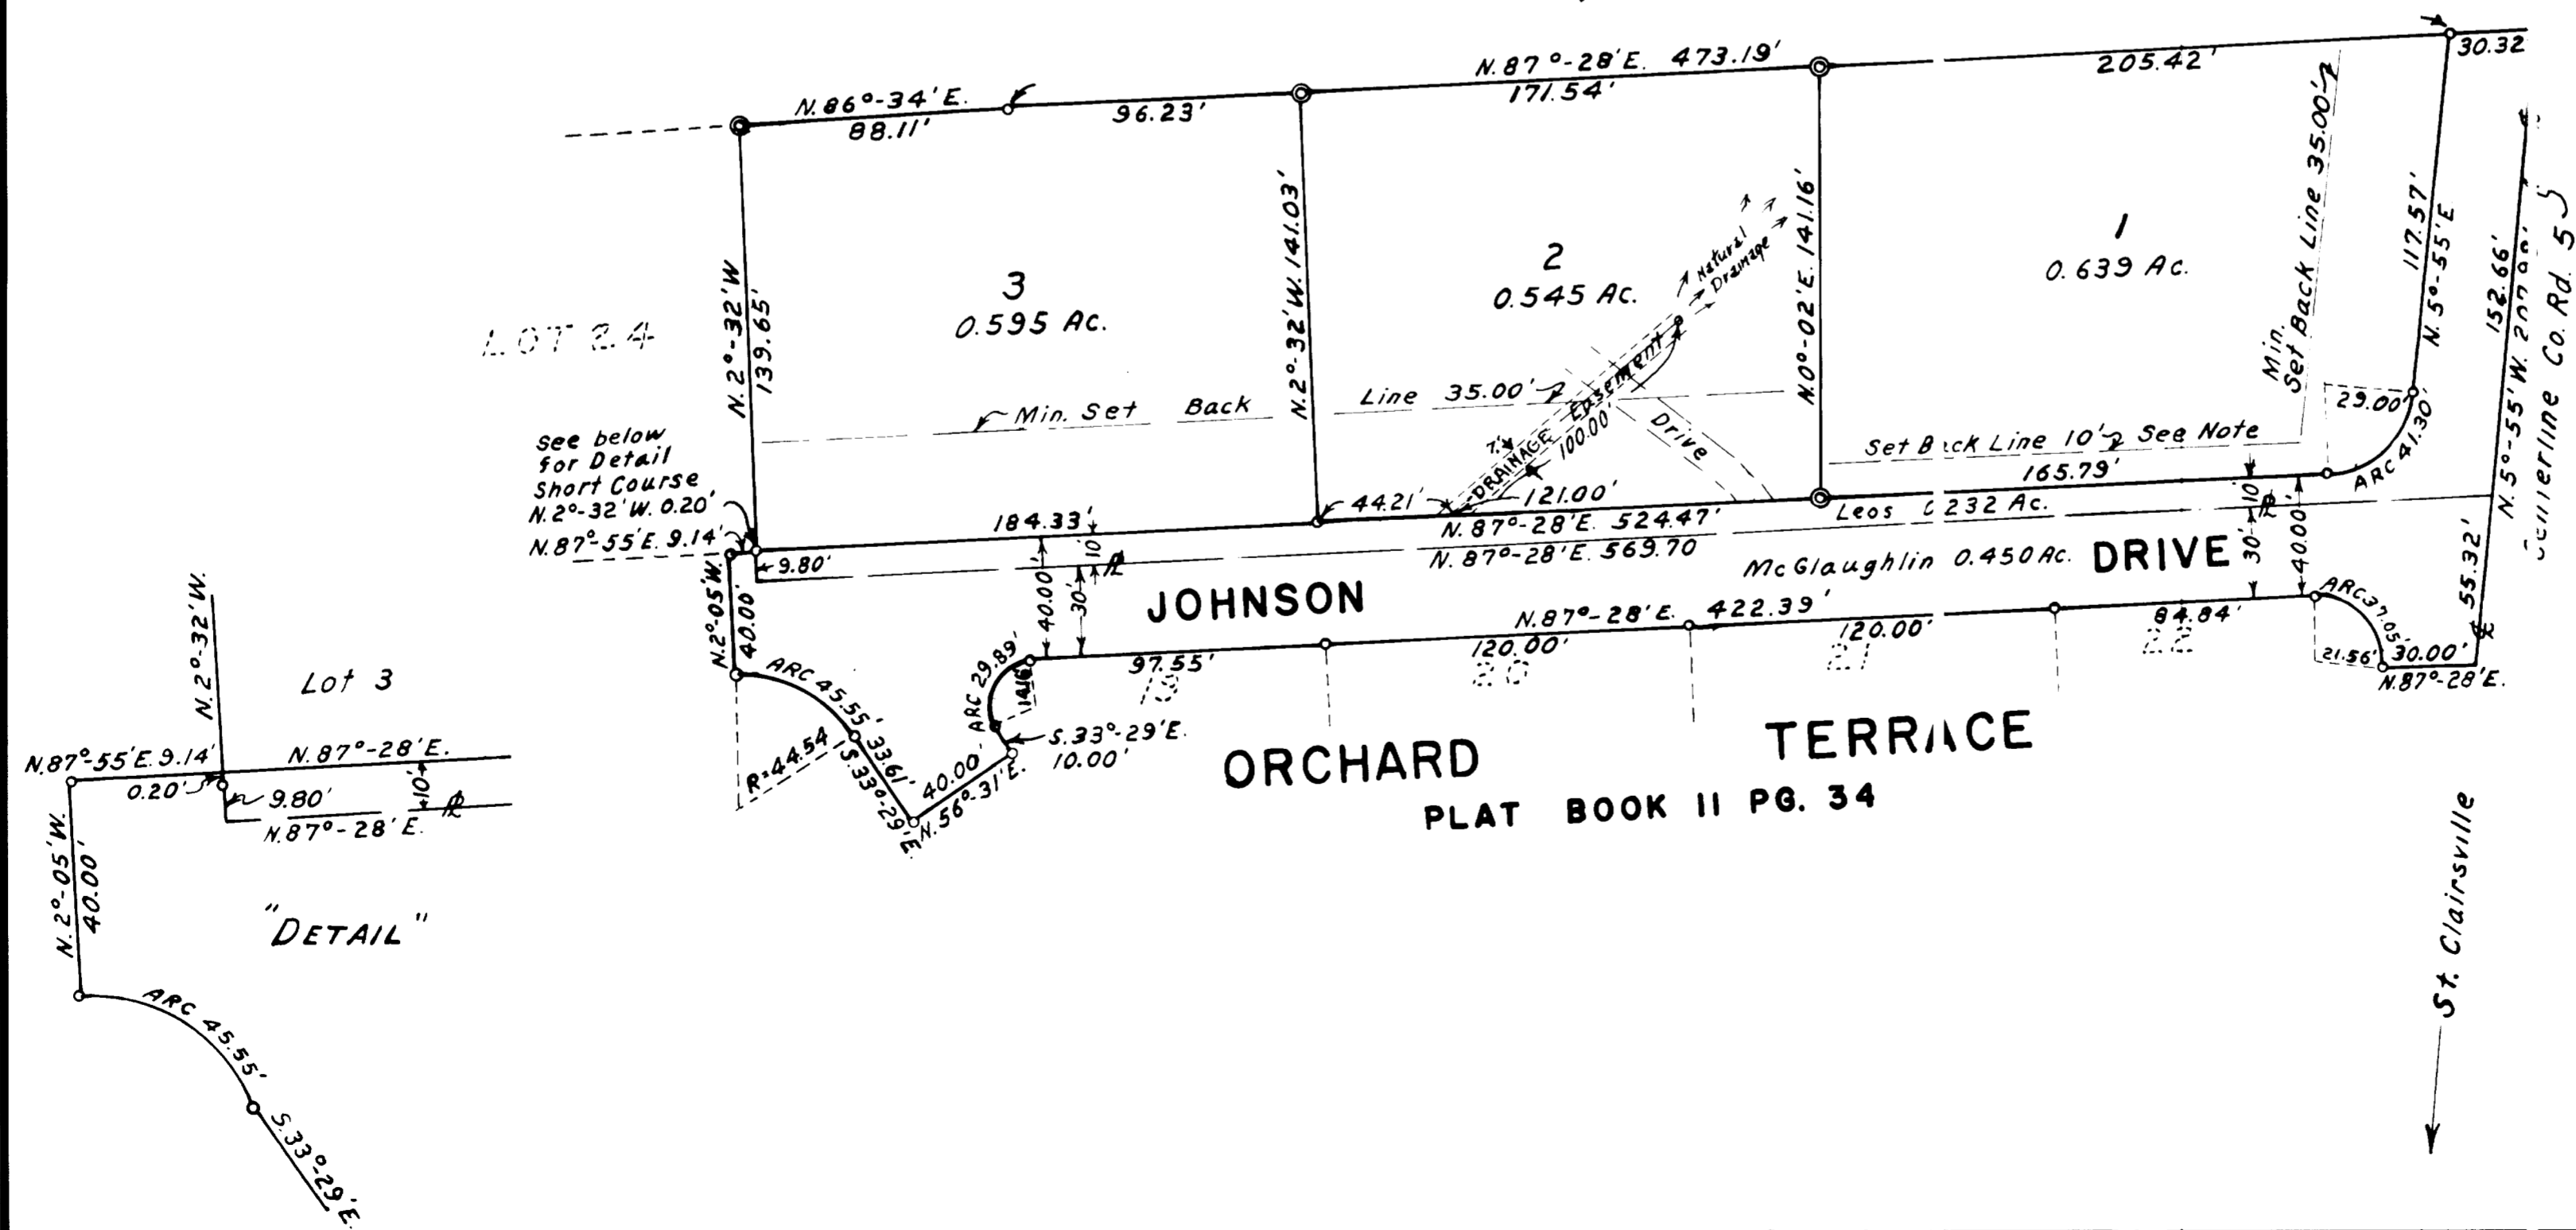 N. 86°-34' E.
88.11'
96.23'
N. 87°-28' E. 473.19'
171.54'
205.42'
30.32
LOT 24
N. 2°-32' W
139.65'
3
0.595 Ac.
N. 2°-32' W. 141.03'
2
0.545 Ac.
Natural
Drainage
N. 0°-02' E. 141.16'
1
0.639 Ac.
Min.
Set Back Line 35.00'
117.57'
N. 5°-55' E
152.66'
N. 5°-55' W.
Co. Rd. 5
Min. Set Back Line 35.00'
7'
DRAINAGE Easement
100.00'
Drive
29.00'
ARC 41.30'
Set Back Line 10' See Note
165.79'
see below
for Detail
Short Course
N. 2°-32' W. 0.20'
N. 87°-55' E. 9.14'
184.33'
44.21'
121.00'
N. 87°-28' E. 524.47'
N. 87°-28' E. 569.70
Leos 0.232 Ac.
McGlaughlin 0.450 Ac.
10'
PL
30'
40.00'
55.32'
9.80'
10'
PL
40.00'
30'
JOHNSON DRIVE
N. 2°-05' W.
40.00'
ARC 45.55'
R=44.54
33.61'
S. 33°-29' E.
40.00'
N. 56°-31' E.
ARC 29.89'
S. 33°-29' E.
10.00'
97.55'
N. 87°-28' E. 422.39'
120.00'
120.00'
84.84'
ARC 37.05'
21.56'
30.00'
N. 87°-28' E.
19
20
21
22
ORCHARD TERRACE
PLAT BOOK 11 PG. 34
St. Clairsville
N. 2°-32' W.
Lot 3
N. 87°-55' E. 9.14'
N. 87°-28' E.
0.20'
9.80'
10'
PL
N. 87°-28' E.
N. 2°-05' W.
40.00'
"DETAIL"
ARC 45.55'
S. 33°-29' E.